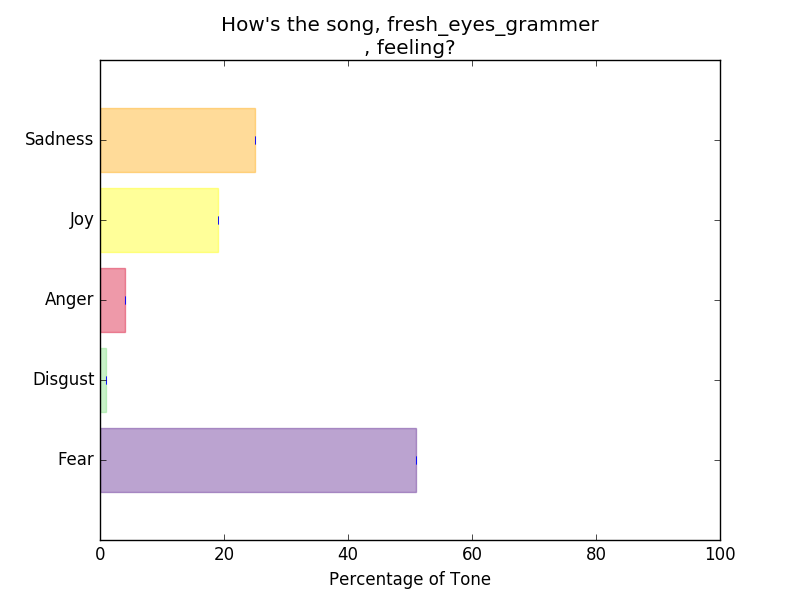 How's the song, fresh_eyes_grammer
, feeling?
Sadness
Joy
Anger
Disgust
Fear
0 20 40 60 80 100
Percentage of Tone